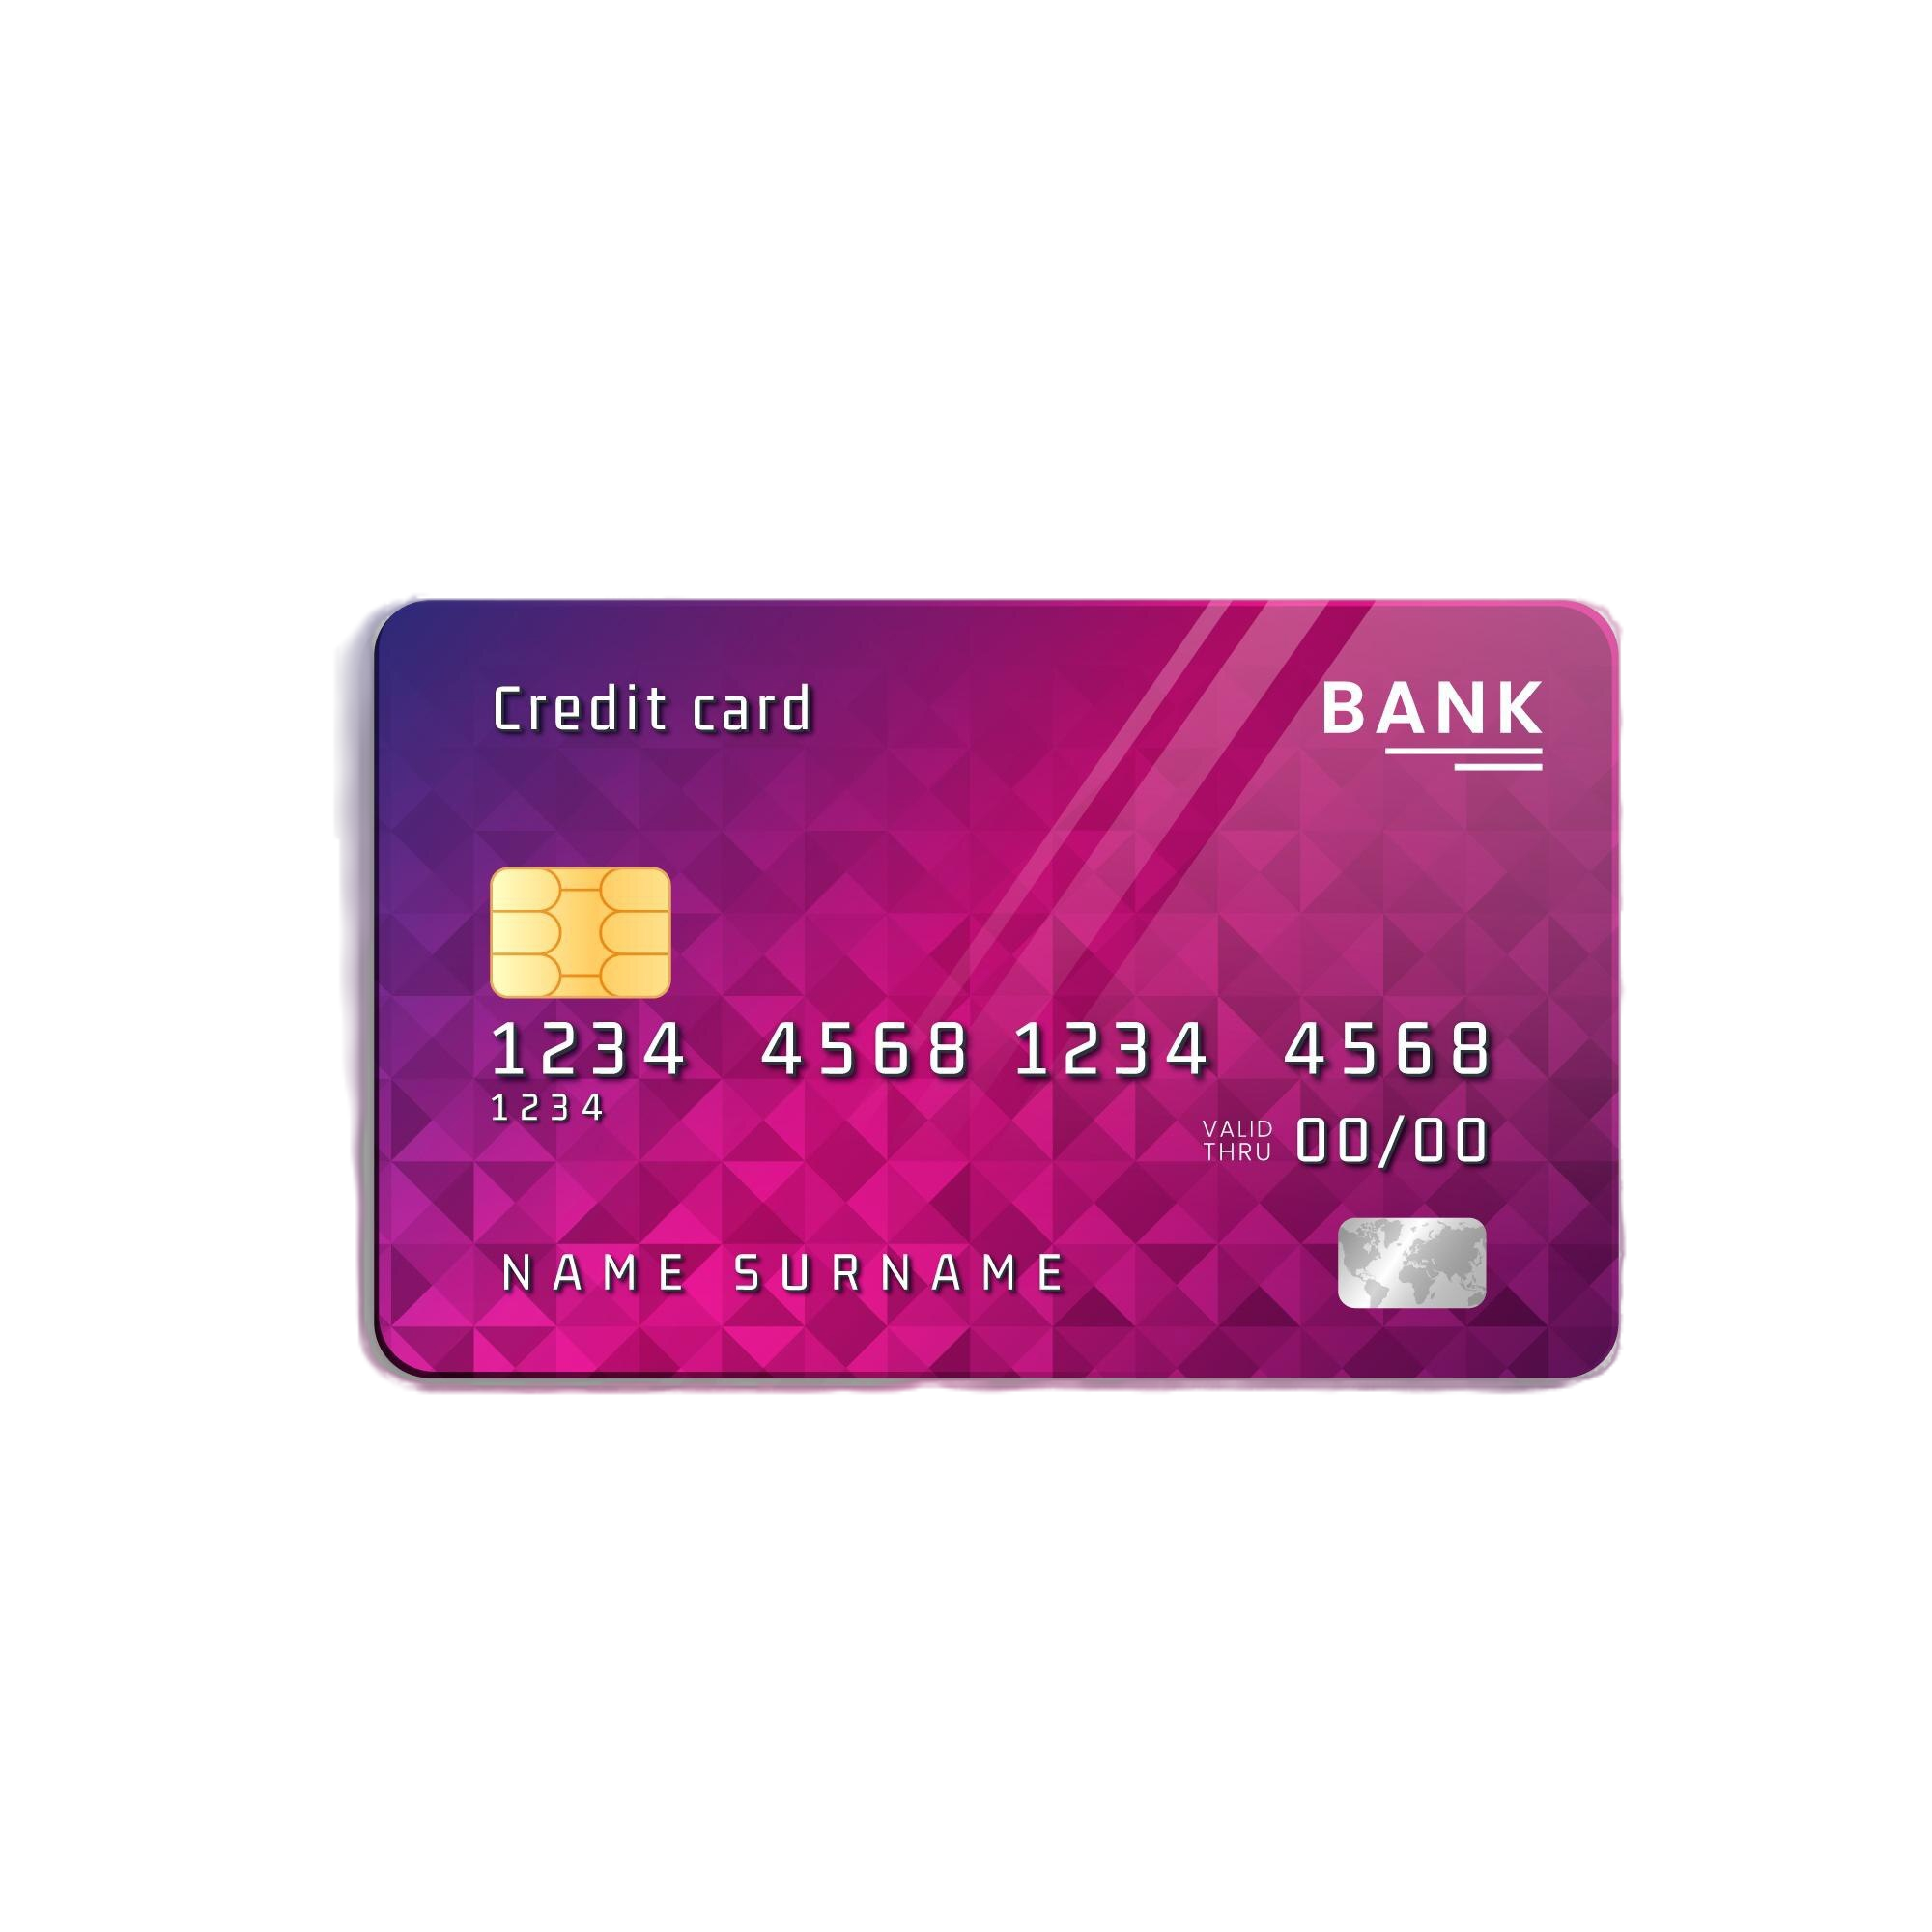 Credit card
BANK
1234 4568 1234 4568
1234
VALID
THRU
00/00
NAME SURNAME